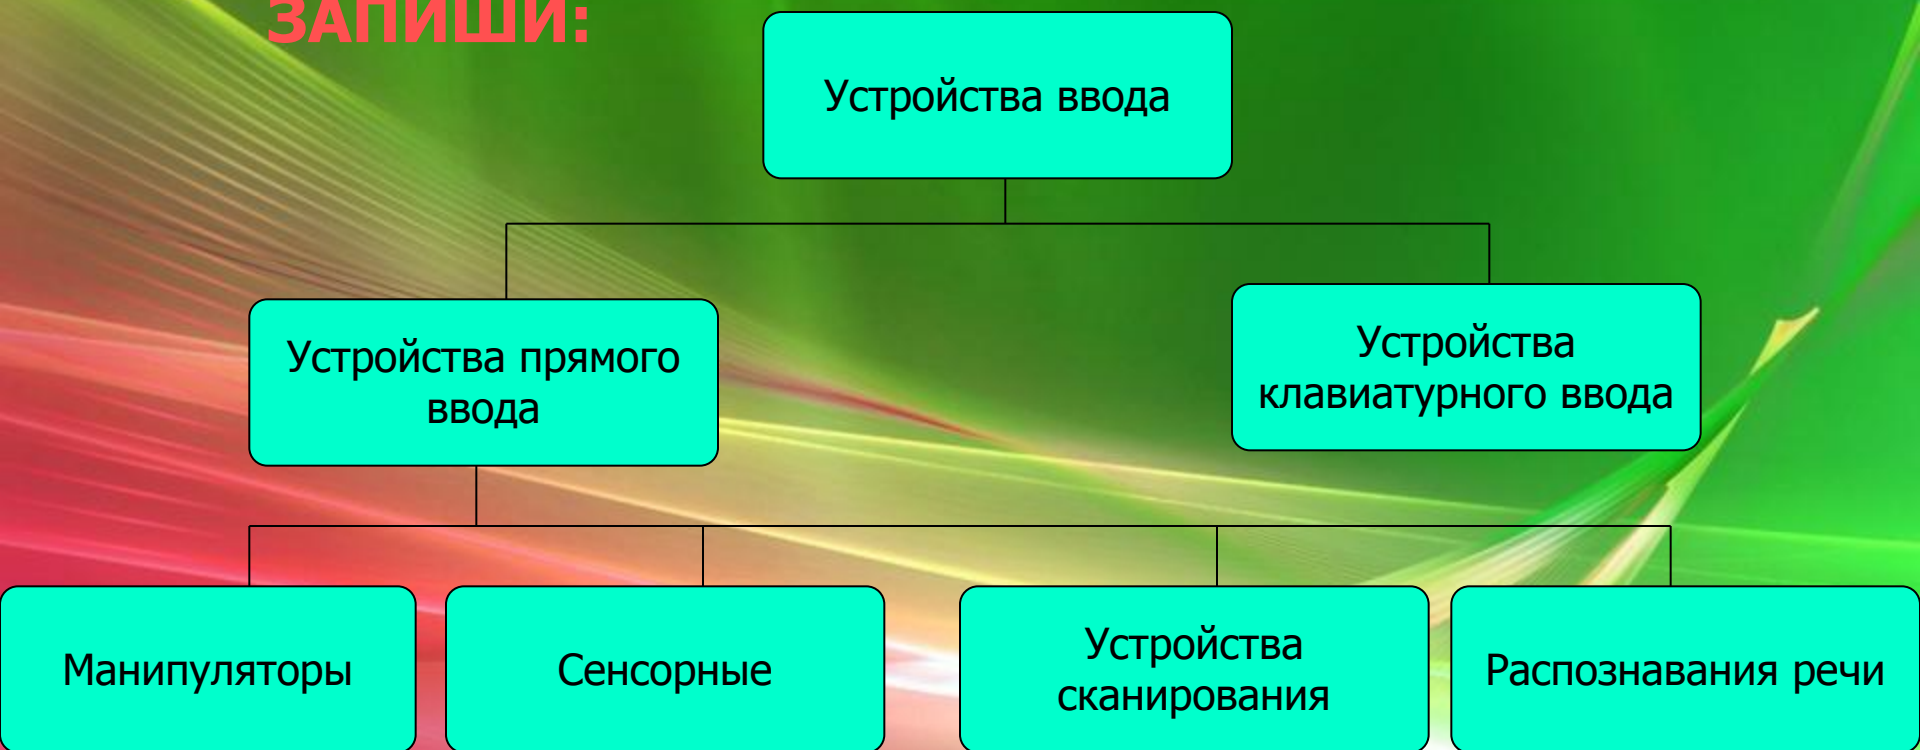 ЗАПИШИ:
Устройства ввода
Устройства прямого
ввода
Устройства
клавиатурного ввода
Манипуляторы
Сенсорные
Устройства
сканирования
Распознавания речи